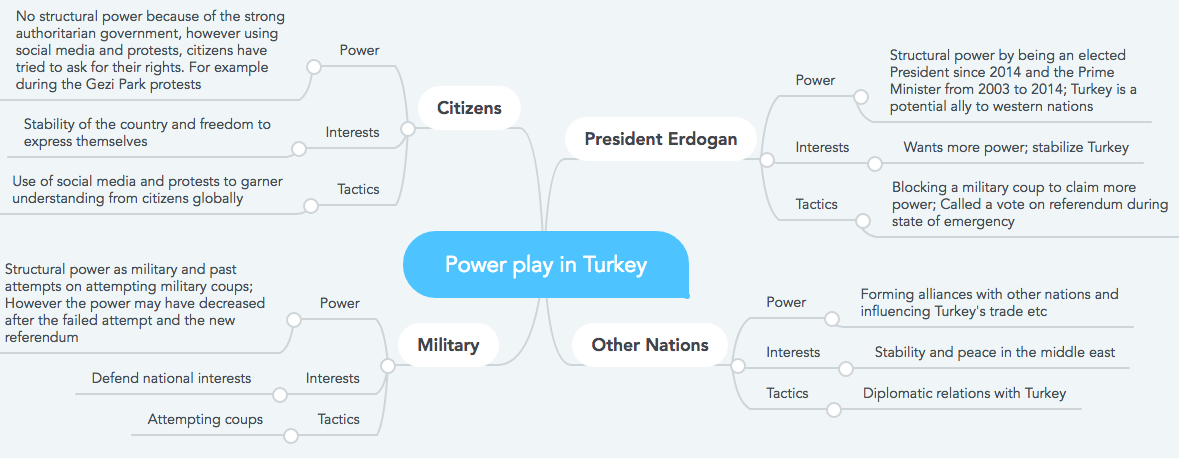 Power play in Turkey
Citizens
Power
No structural power because of the strong
authoritarian government, however using
social media and protests, citizens have
tried to ask for their rights. For example
during the Gezi Park protests
Interests
Stability of the country and freedom to
express themselves
Tactics
Use of social media and protests to garner
understanding from citizens globally
President Erdogan
Power
Structural power by being an elected
President since 2014 and the Prime
Minister from 2003 to 2014; Turkey is a
potential ally to western nations
Interests
Wants more power; stabilize Turkey
Tactics
Blocking a military coup to claim more
power; Called a vote on referendum during
state of emergency
Military
Power
Structural power as military and past
attempts on attempting military coups;
However the power may have decreased
after the failed attempt and the new
referendum
Interests
Defend national interests
Tactics
Attempting coups
Other Nations
Power
Forming alliances with other nations and
influencing Turkey's trade etc
Interests
Stability and peace in the middle east
Tactics
Diplomatic relations with Turkey